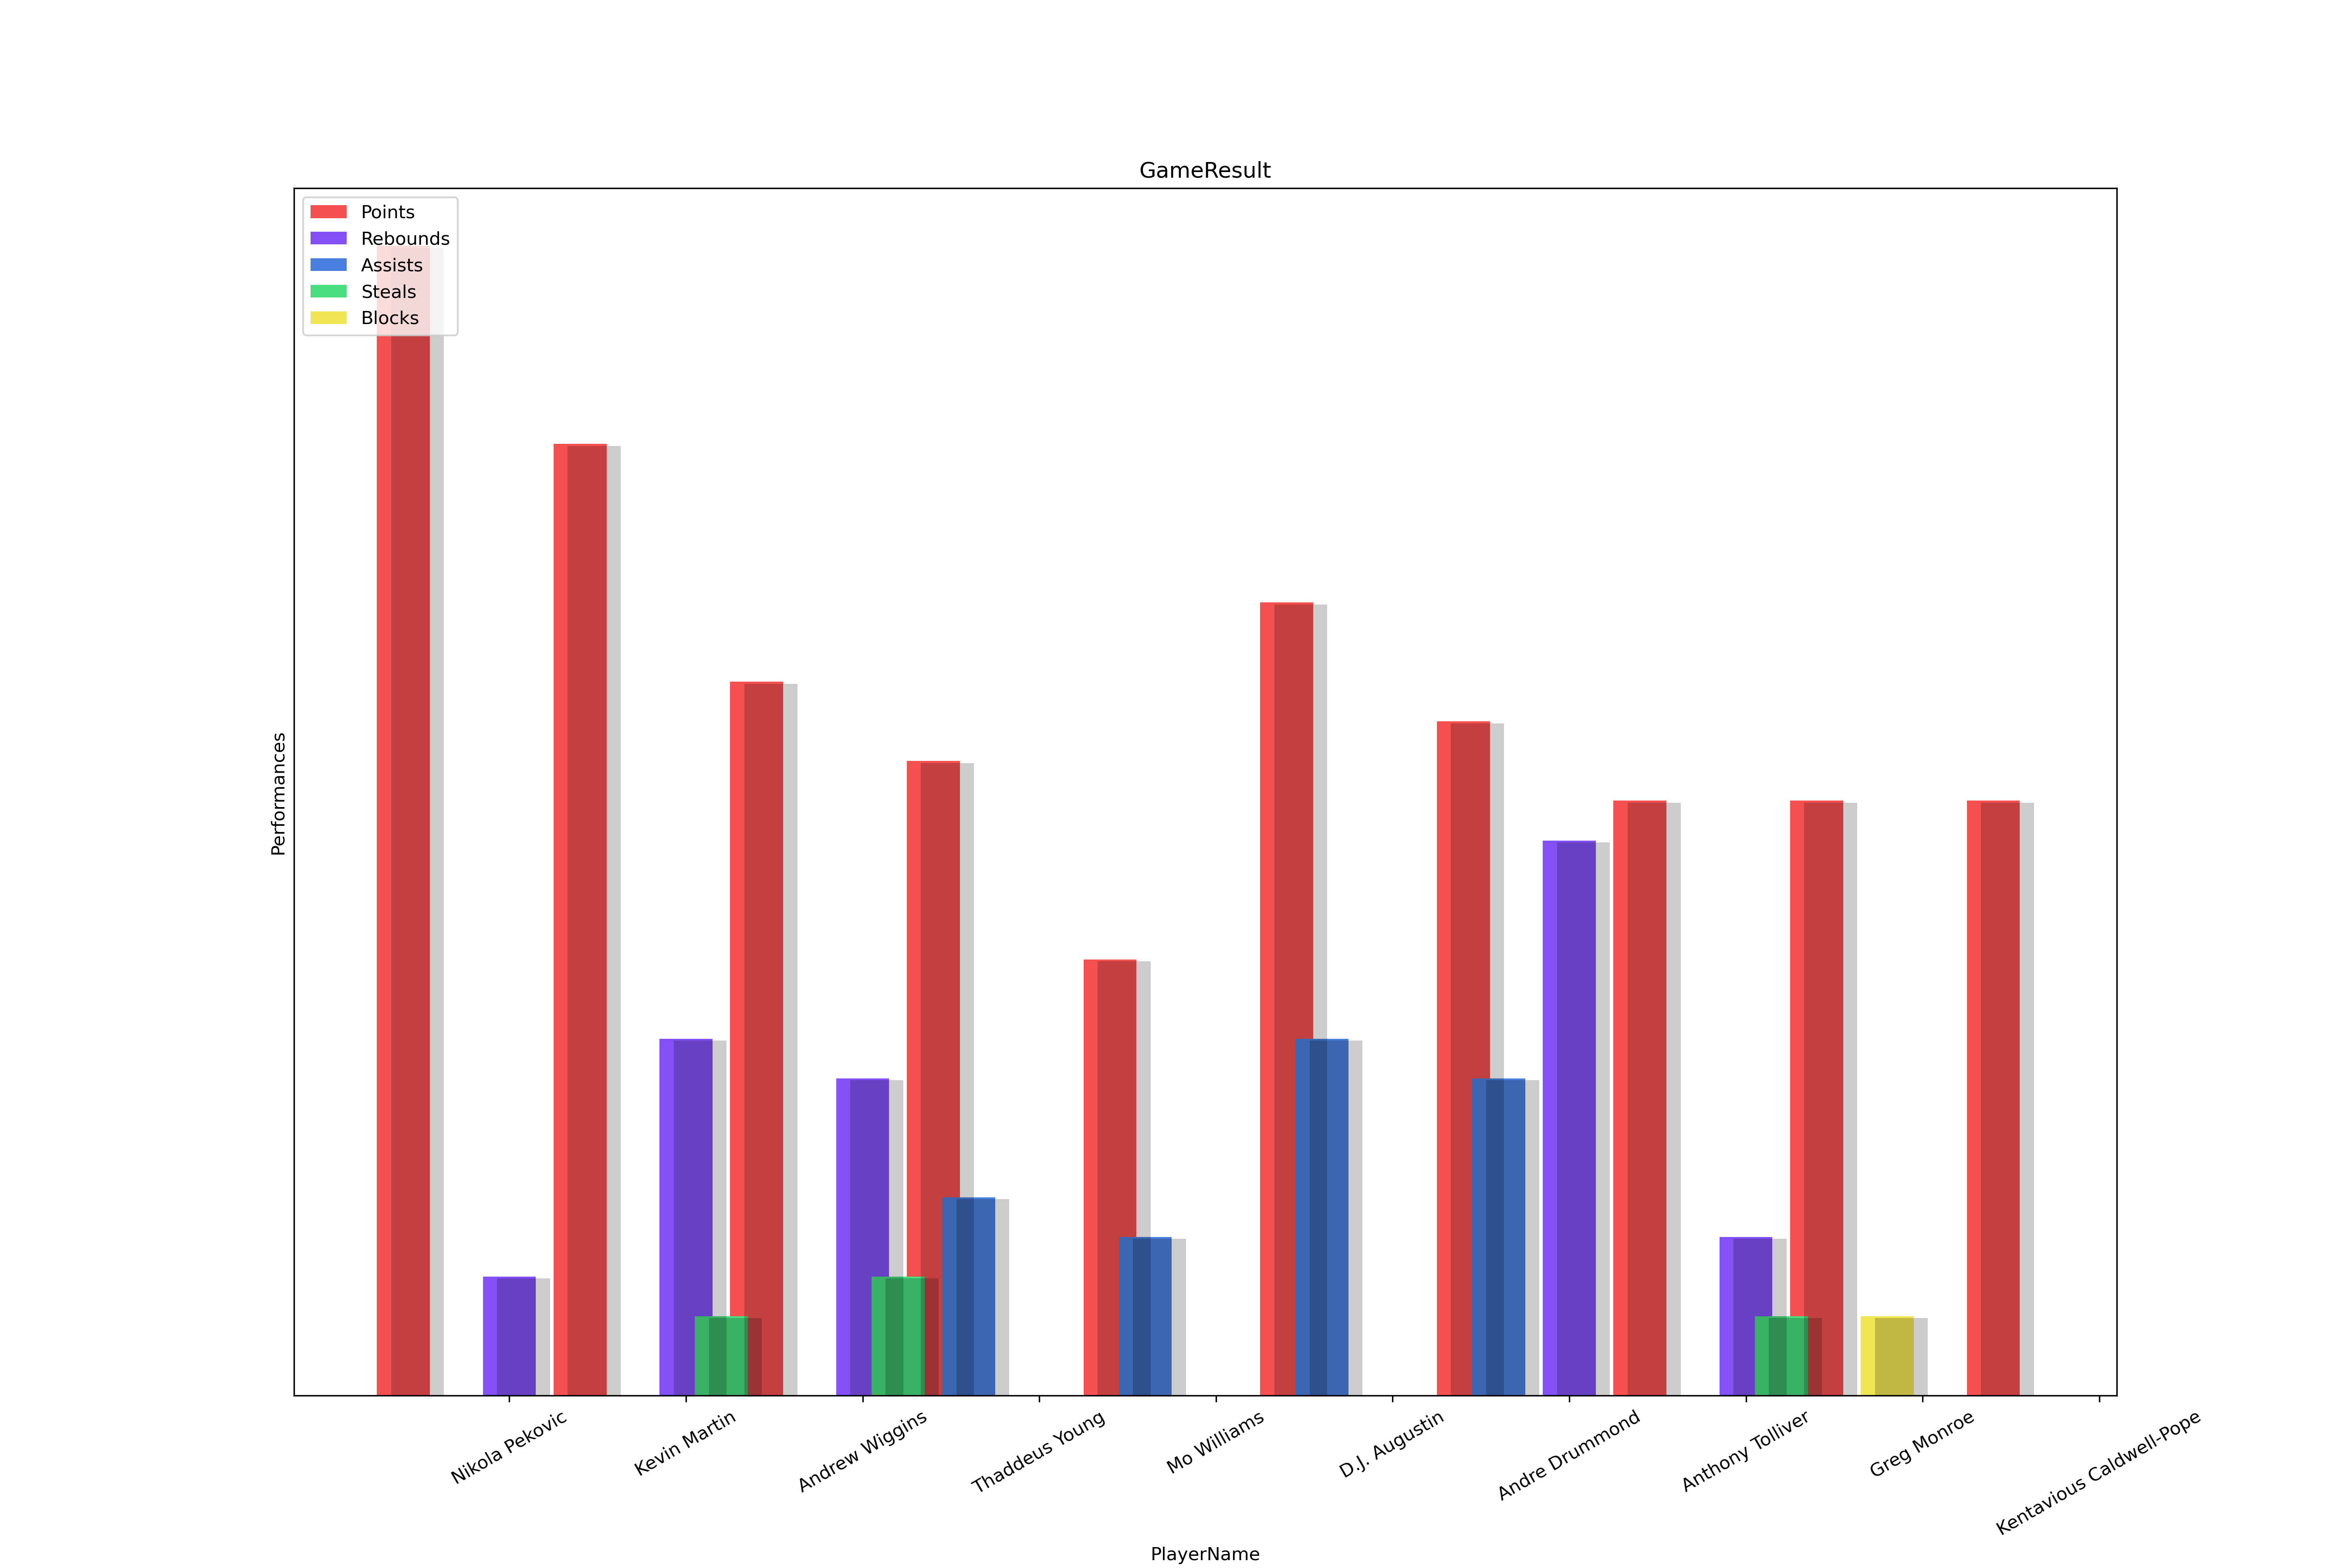 GameResult
Points
Rebounds
Assists
Steals
Blocks
Performances
Nikola Pekovic
Kevin Martin
Andrew Wiggins
Thaddeus Young
Mo Williams
D.J. Augustin
Andre Drummond
Anthony Tolliver
Greg Monroe
Kentavious Caldwell-Pope
PlayerName